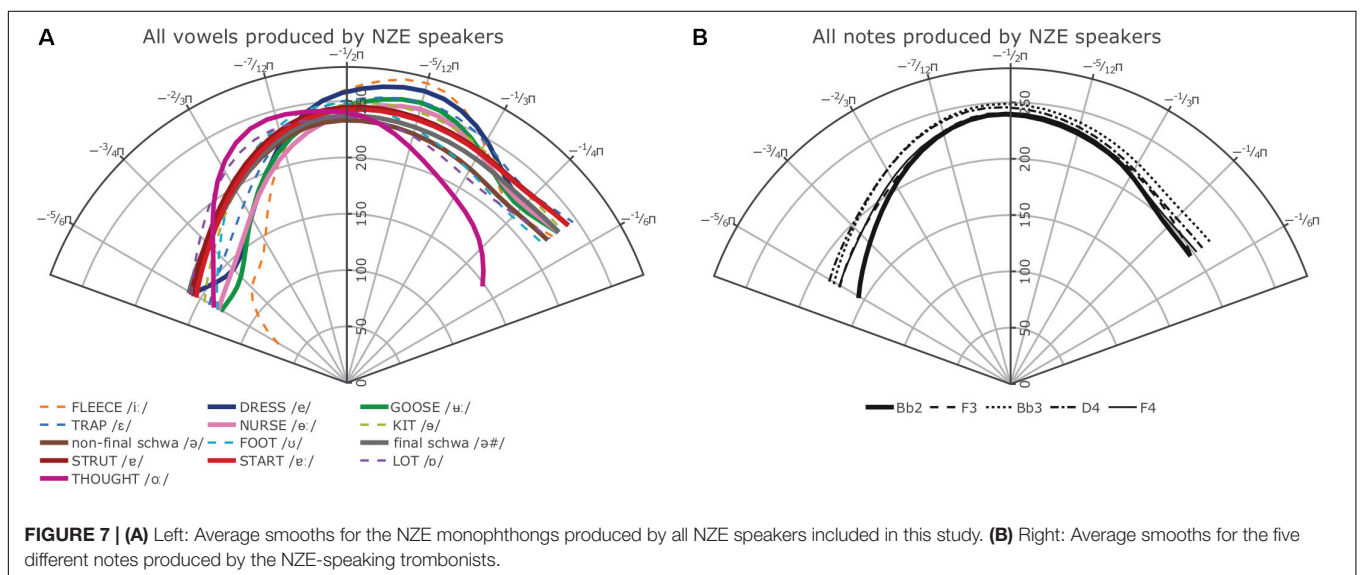 A
All vowels produced by NZE speakers
—¹⁄₂π
—⁷⁄₁₂π
—⁵⁄₁₂π
—²⁄₃π
—¹⁄₃π
—³⁄₄π
—¹⁄₄π
—⁵⁄₆π
—¹⁄₆π
200
150
100
50
0
FLEECE /iː/ DRESS /e/ GOOSE /ʉː/
TRAP /ɛ/ NURSE /ɵː/ KIT /ɘ/
non-final schwa /ə/ FOOT /ʊ/ final schwa /ə#/
STRUT /ɐ/ START /ɐː/ LOT /ɒ/
THOUGHT /oː/
B
All notes produced by NZE speakers
—¹⁄₂π
—⁷⁄₁₂π
—⁵⁄₁₂π
—²⁄₃π
—¹⁄₃π
—³⁄₄π
—¹⁄₄π
—⁵⁄₆π
—¹⁄₆π
250
200
150
100
50
0
Bb2 F3 Bb3 D4 F4
FIGURE 7 | (A) Left: Average smooths for the NZE monophthongs produced by all NZE speakers included in this study. (B) Right: Average smooths for the five
different notes produced by the NZE-speaking trombonists.